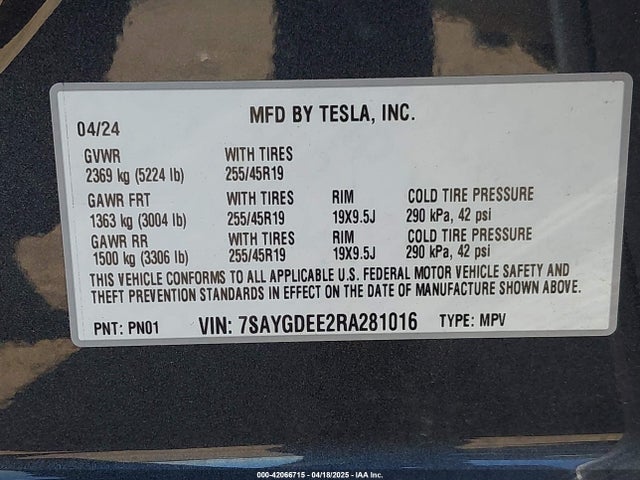 MFD BY TESLA, INC.
04/24
GVWR WITH TIRES
2369 kg (5224 lb) 255/45R19
GAWR FRT WITH TIRES RIM COLD TIRE PRESSURE
1363 kg (3004 lb) 255/45R19 19X9.5J 290 kPa, 42 psi
GAWR RR WITH TIRES RIM COLD TIRE PRESSURE
1500 kg (3306 lb) 255/45R19 19X9.5J 290 kPa, 42 psi
THIS VEHICLE CONFORMS TO ALL APPLICABLE U.S. FEDERAL MOTOR VEHICLE SAFETY AND
THEFT PREVENTION STANDARDS IN EFFECT ON THE DATE OF MANUFACTURE SHOWN ABOVE.
PNT: PN01 VIN: 7SAYGDEE2RA281016 TYPE: MPV
000-42066715 - 04/18/2025 - IAA Inc.